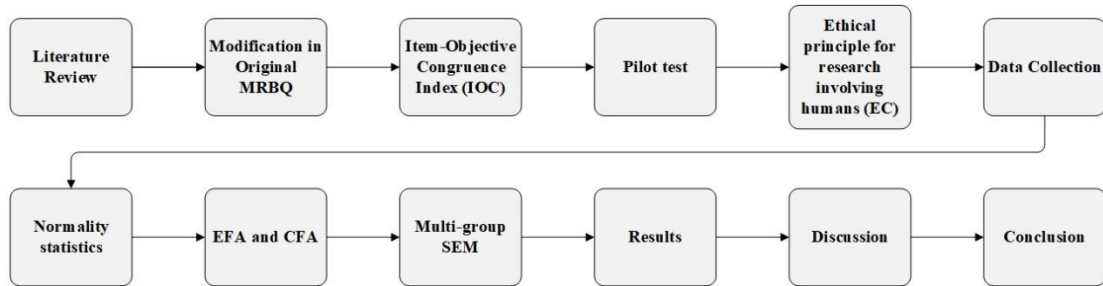 Literature
Review
Modification in
Original
MRBQ
Item-Objective
Congruence
Index (IOC)
Pilot test
Ethical
principle for
research
involving
humans (EC)
Data Collection
Normality
statistics
EFA and CFA
Multi-group
SEM
Results
Discussion
Conclusion